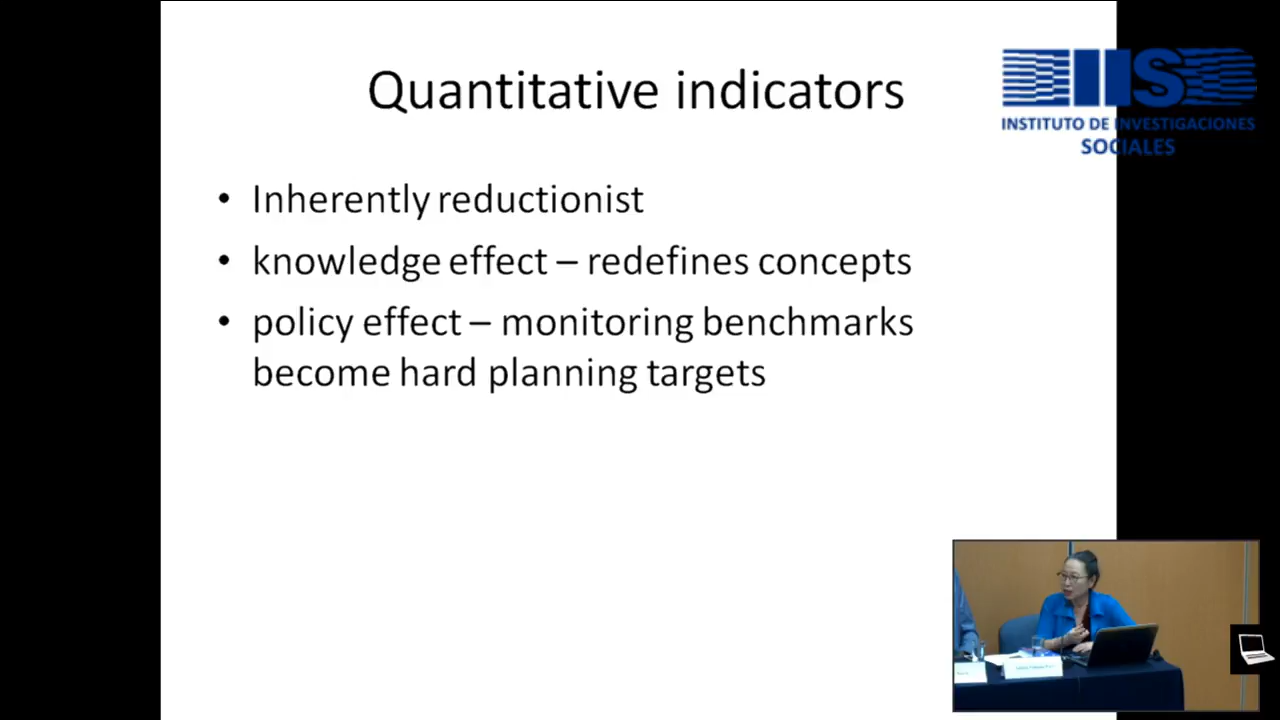 Quantitative indicators
IIS
INSTITUTO DE INVESTIGACIONES
SOCIALES
• Inherently reductionist
• knowledge effect – redefines concepts
• policy effect – monitoring benchmarks
become hard planning targets